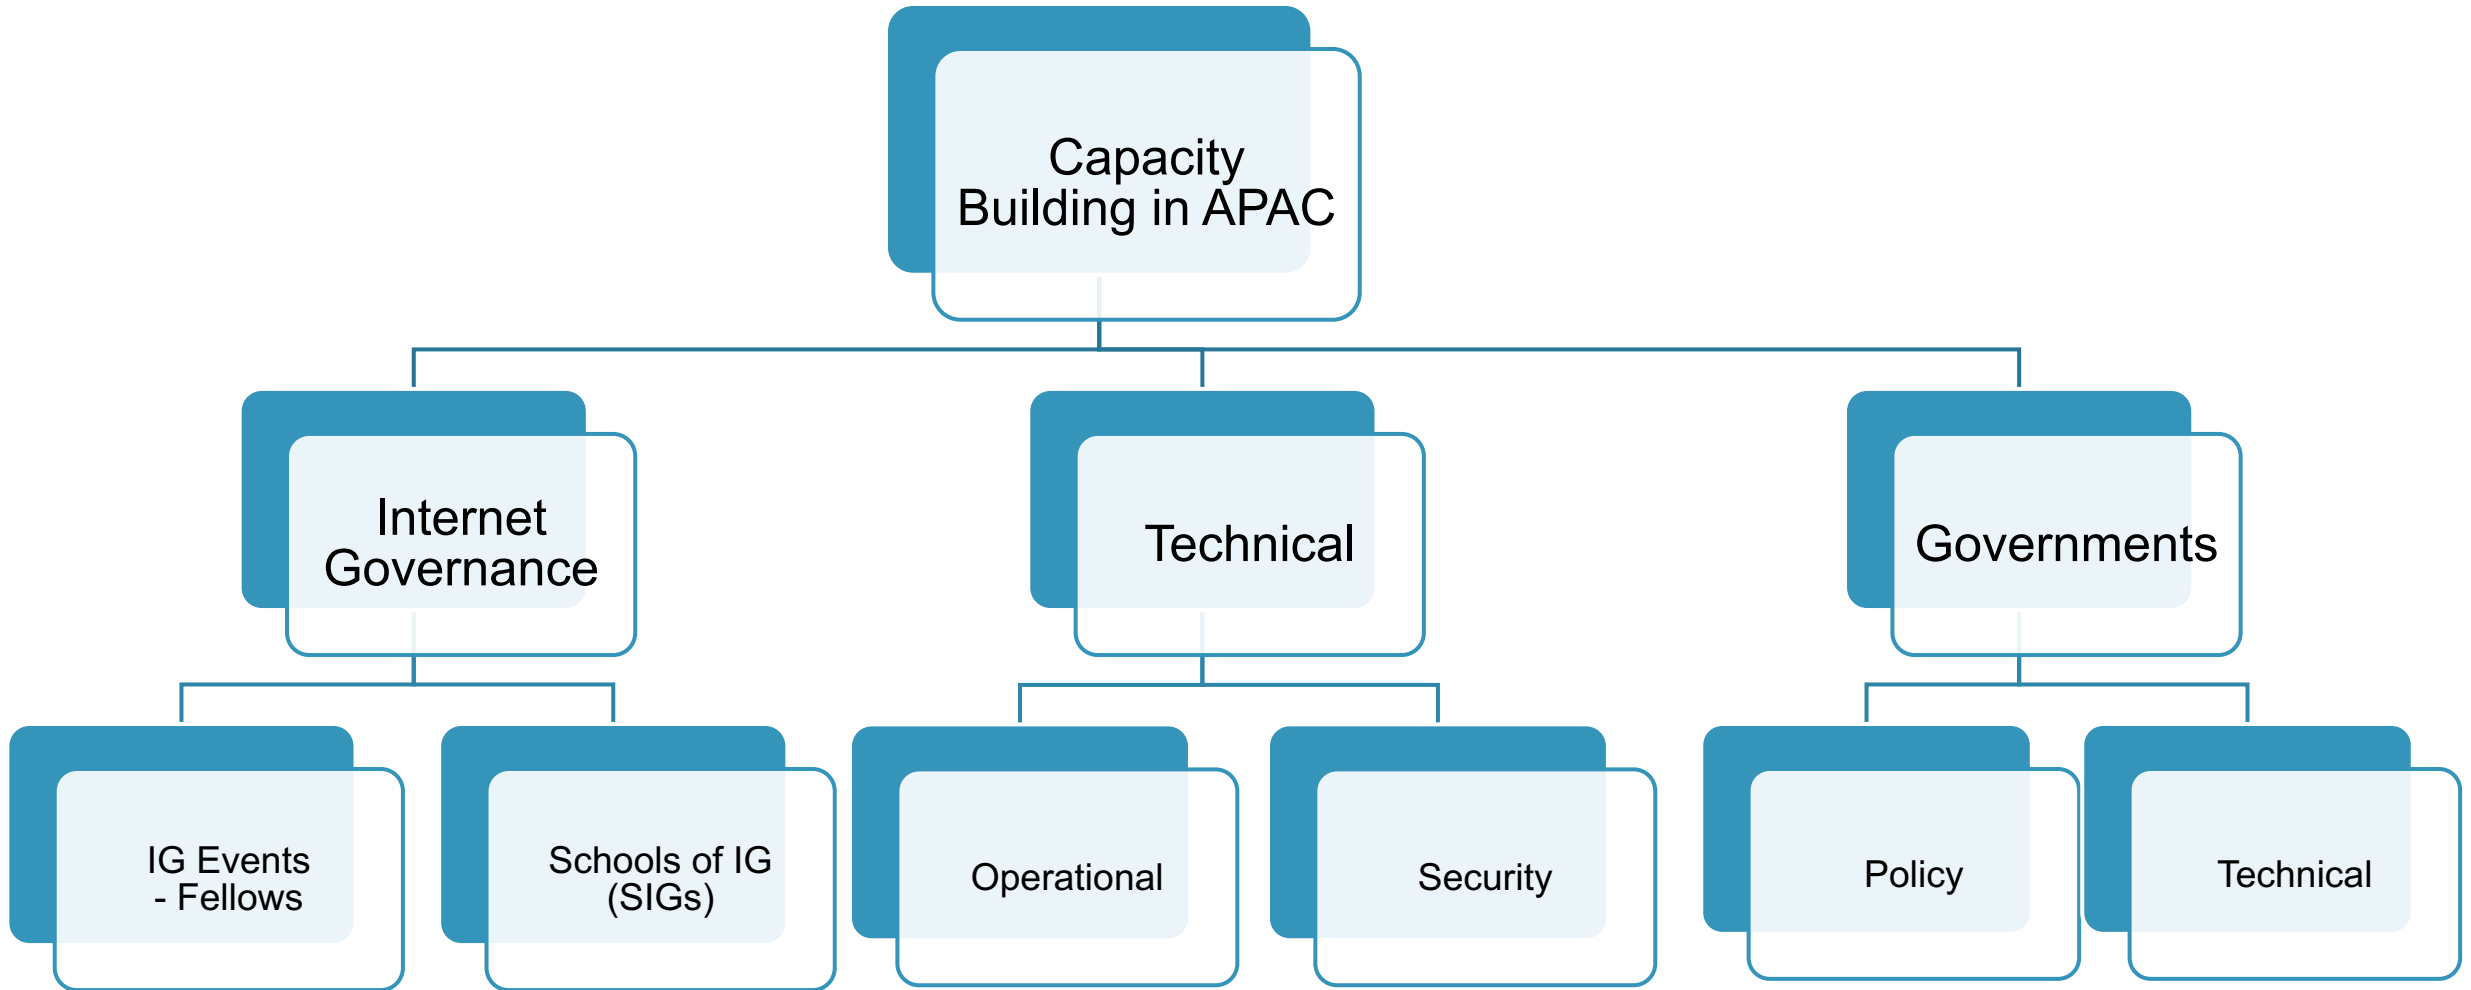 Capacity
Building in APAC
Internet
Governance
Technical
Governments
IG Events
- Fellows
Schools of IG
(SIGs)
Operational
Security
Policy
Technical